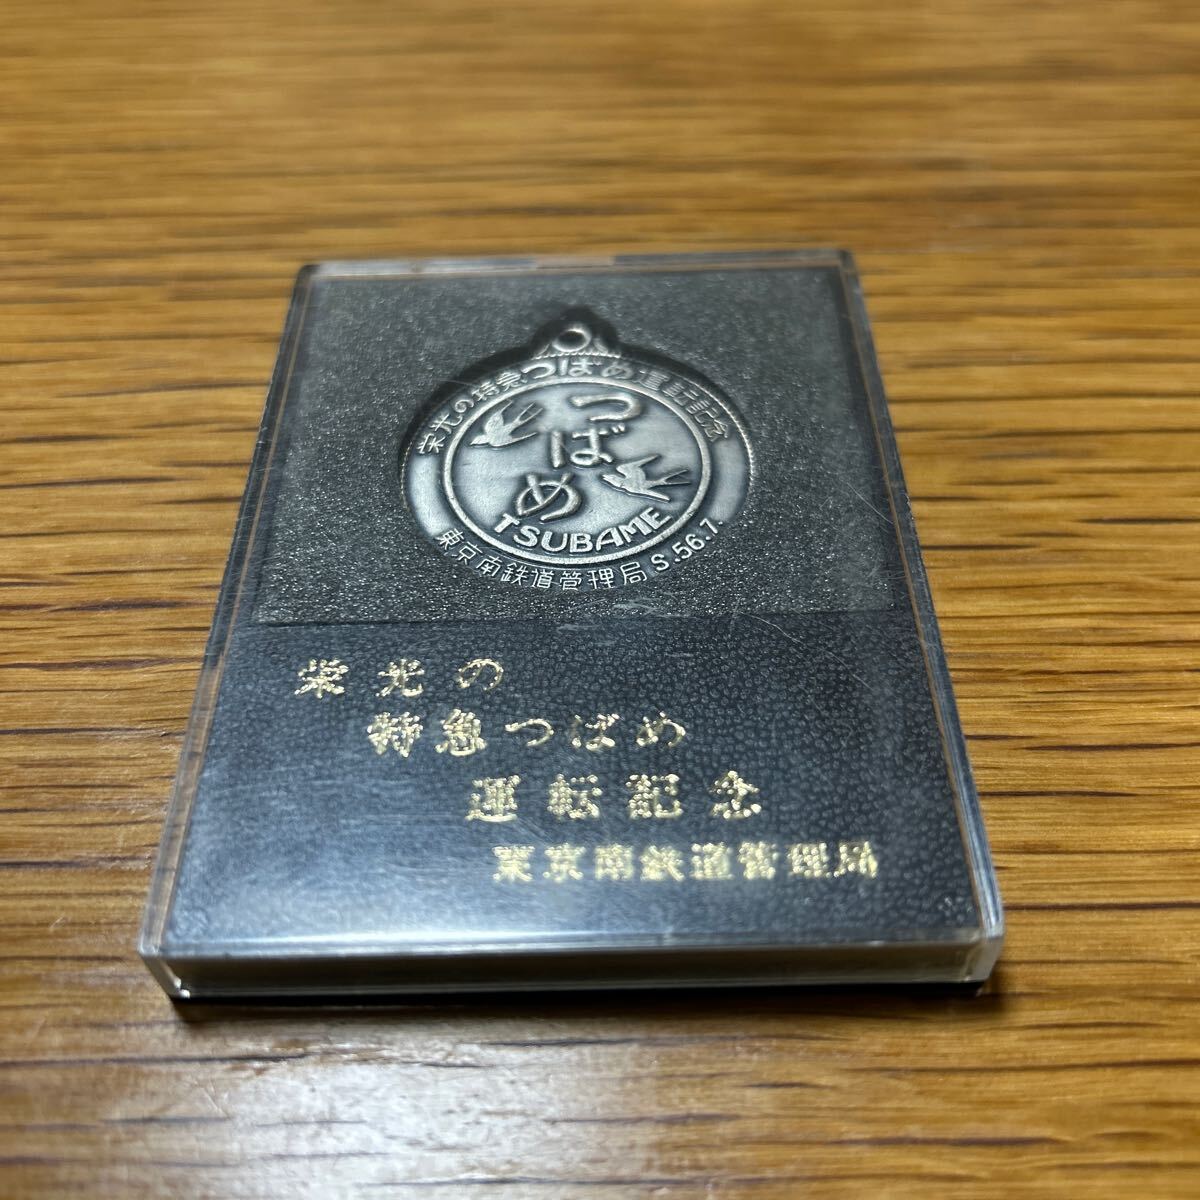 栄光の特急つばめ運転記念
つばめ
TSUBAME
東京南鉄道管理局 S.56.7.
栄光の
特急つばめ
運転記念
東京南鉄道管理局